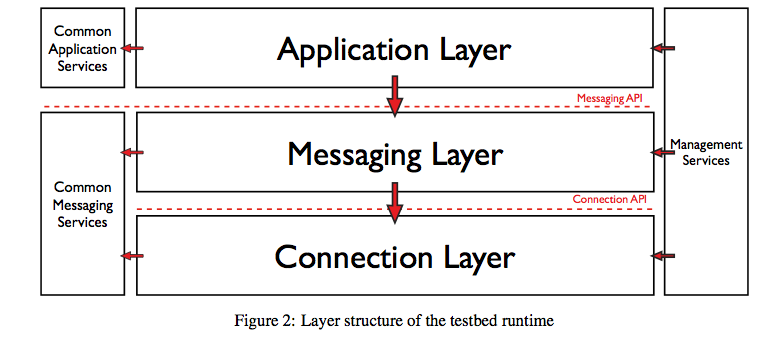 Common
Application
Services
Application Layer
Messaging API
Messaging Layer
Management
Services
Common
Messaging
Services
Connection API
Connection Layer
Figure 2: Layer structure of the testbed runtime